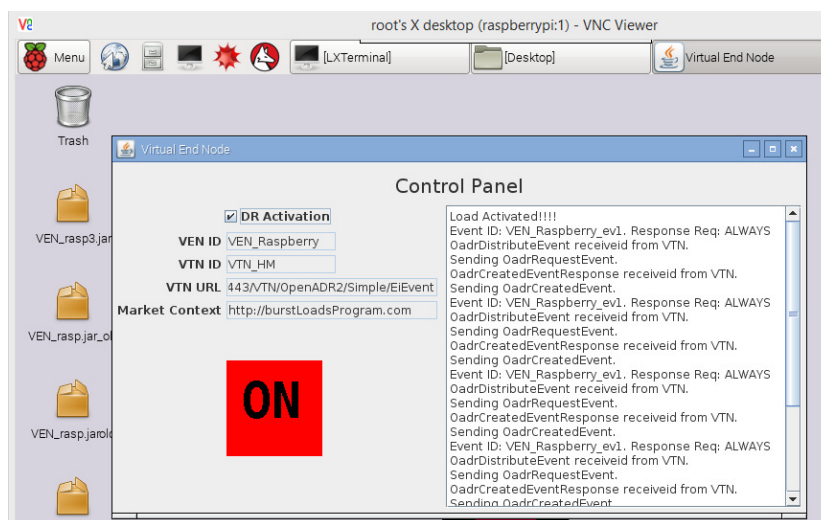 V2 root's X desktop (raspberrypi:1) - VNC Viewer
Menu [LXTerminal] [Desktop] Virtual End Node
Trash
VEN_rasp3.jar
VEN_rasp.jar_ol
VEN_rasp.jarold
Virtual End Node
Control Panel
DR Activation
VEN ID VEN_Raspberry
VTN ID VTN_HM
VTN URL 443/VTN/OpenADR2/Simple/EiEvent
Market Context http://burstLoadsProgram.com
ON
Load Activated!!!!
Event ID: VEN_Raspberry_ev1. Response Req: ALWAYS
OadrDistributeEvent receiveid from VTN.
Sending OadrRequestEvent.
OadrCreatedEventResponse receiveid from VTN.
Sending OadrCreatedEvent.
Event ID: VEN_Raspberry_ev1. Response Req: ALWAYS
OadrDistributeEvent receiveid from VTN.
Sending OadrRequestEvent.
OadrCreatedEventResponse receiveid from VTN.
Sending OadrCreatedEvent.
Event ID: VEN_Raspberry_ev1. Response Req: ALWAYS
OadrDistributeEvent receiveid from VTN.
Sending OadrRequestEvent.
OadrCreatedEventResponse receiveid from VTN.
Sending OadrCreatedEvent.
Event ID: VEN_Raspberry_ev1. Response Req: ALWAYS
OadrDistributeEvent receiveid from VTN.
Sending OadrRequestEvent.
OadrCreatedEventResponse receiveid from VTN.
Sending OadrCreatedEvent.